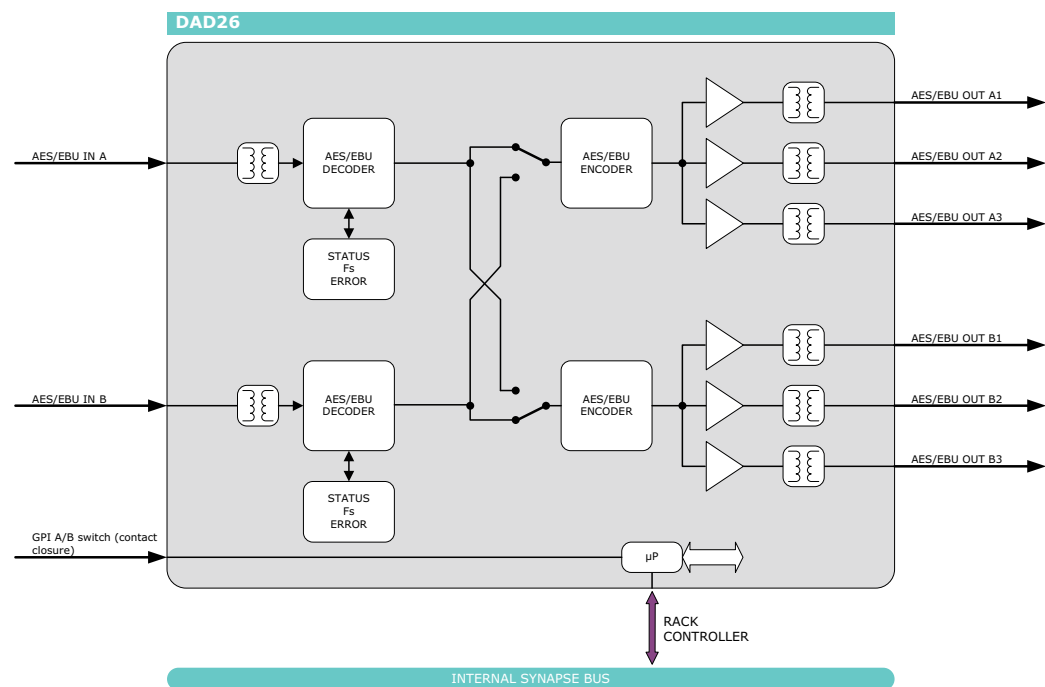 DAD26
AES/EBU IN A
AES/EBU
DECODER
AES/EBU
ENCODER
AES/EBU OUT A1
AES/EBU OUT A2
AES/EBU OUT A3
STATUS
Fs
ERROR
AES/EBU IN B
AES/EBU
DECODER
AES/EBU
ENCODER
AES/EBU OUT B1
AES/EBU OUT B2
AES/EBU OUT B3
STATUS
Fs
ERROR
GPI A/B switch (contact
closure)
µP
RACK
CONTROLLER
INTERNAL SYNAPSE BUS